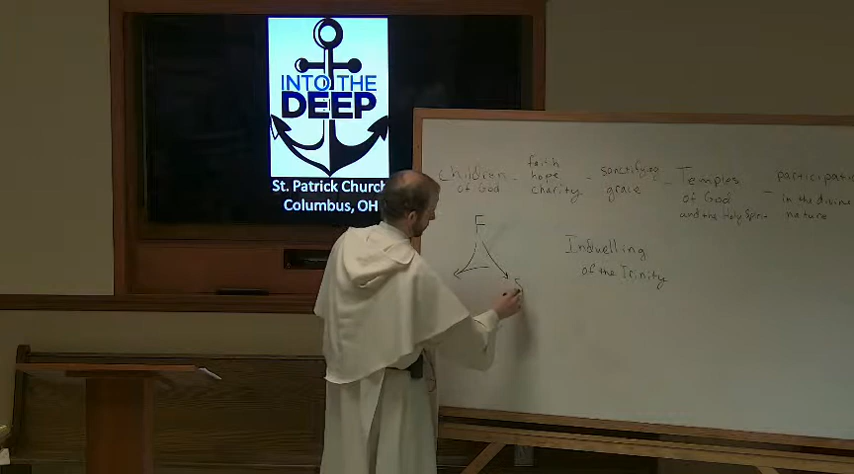 INTO THE
DEEP
St. Patrick Church
Columbus, OH
Children
of God -
faith
hope
charity -
sanctifying
grace -
Temples
of God
and the Holy Spirit -
in the divine
nature
F
S
Indwelling
of the Trinity